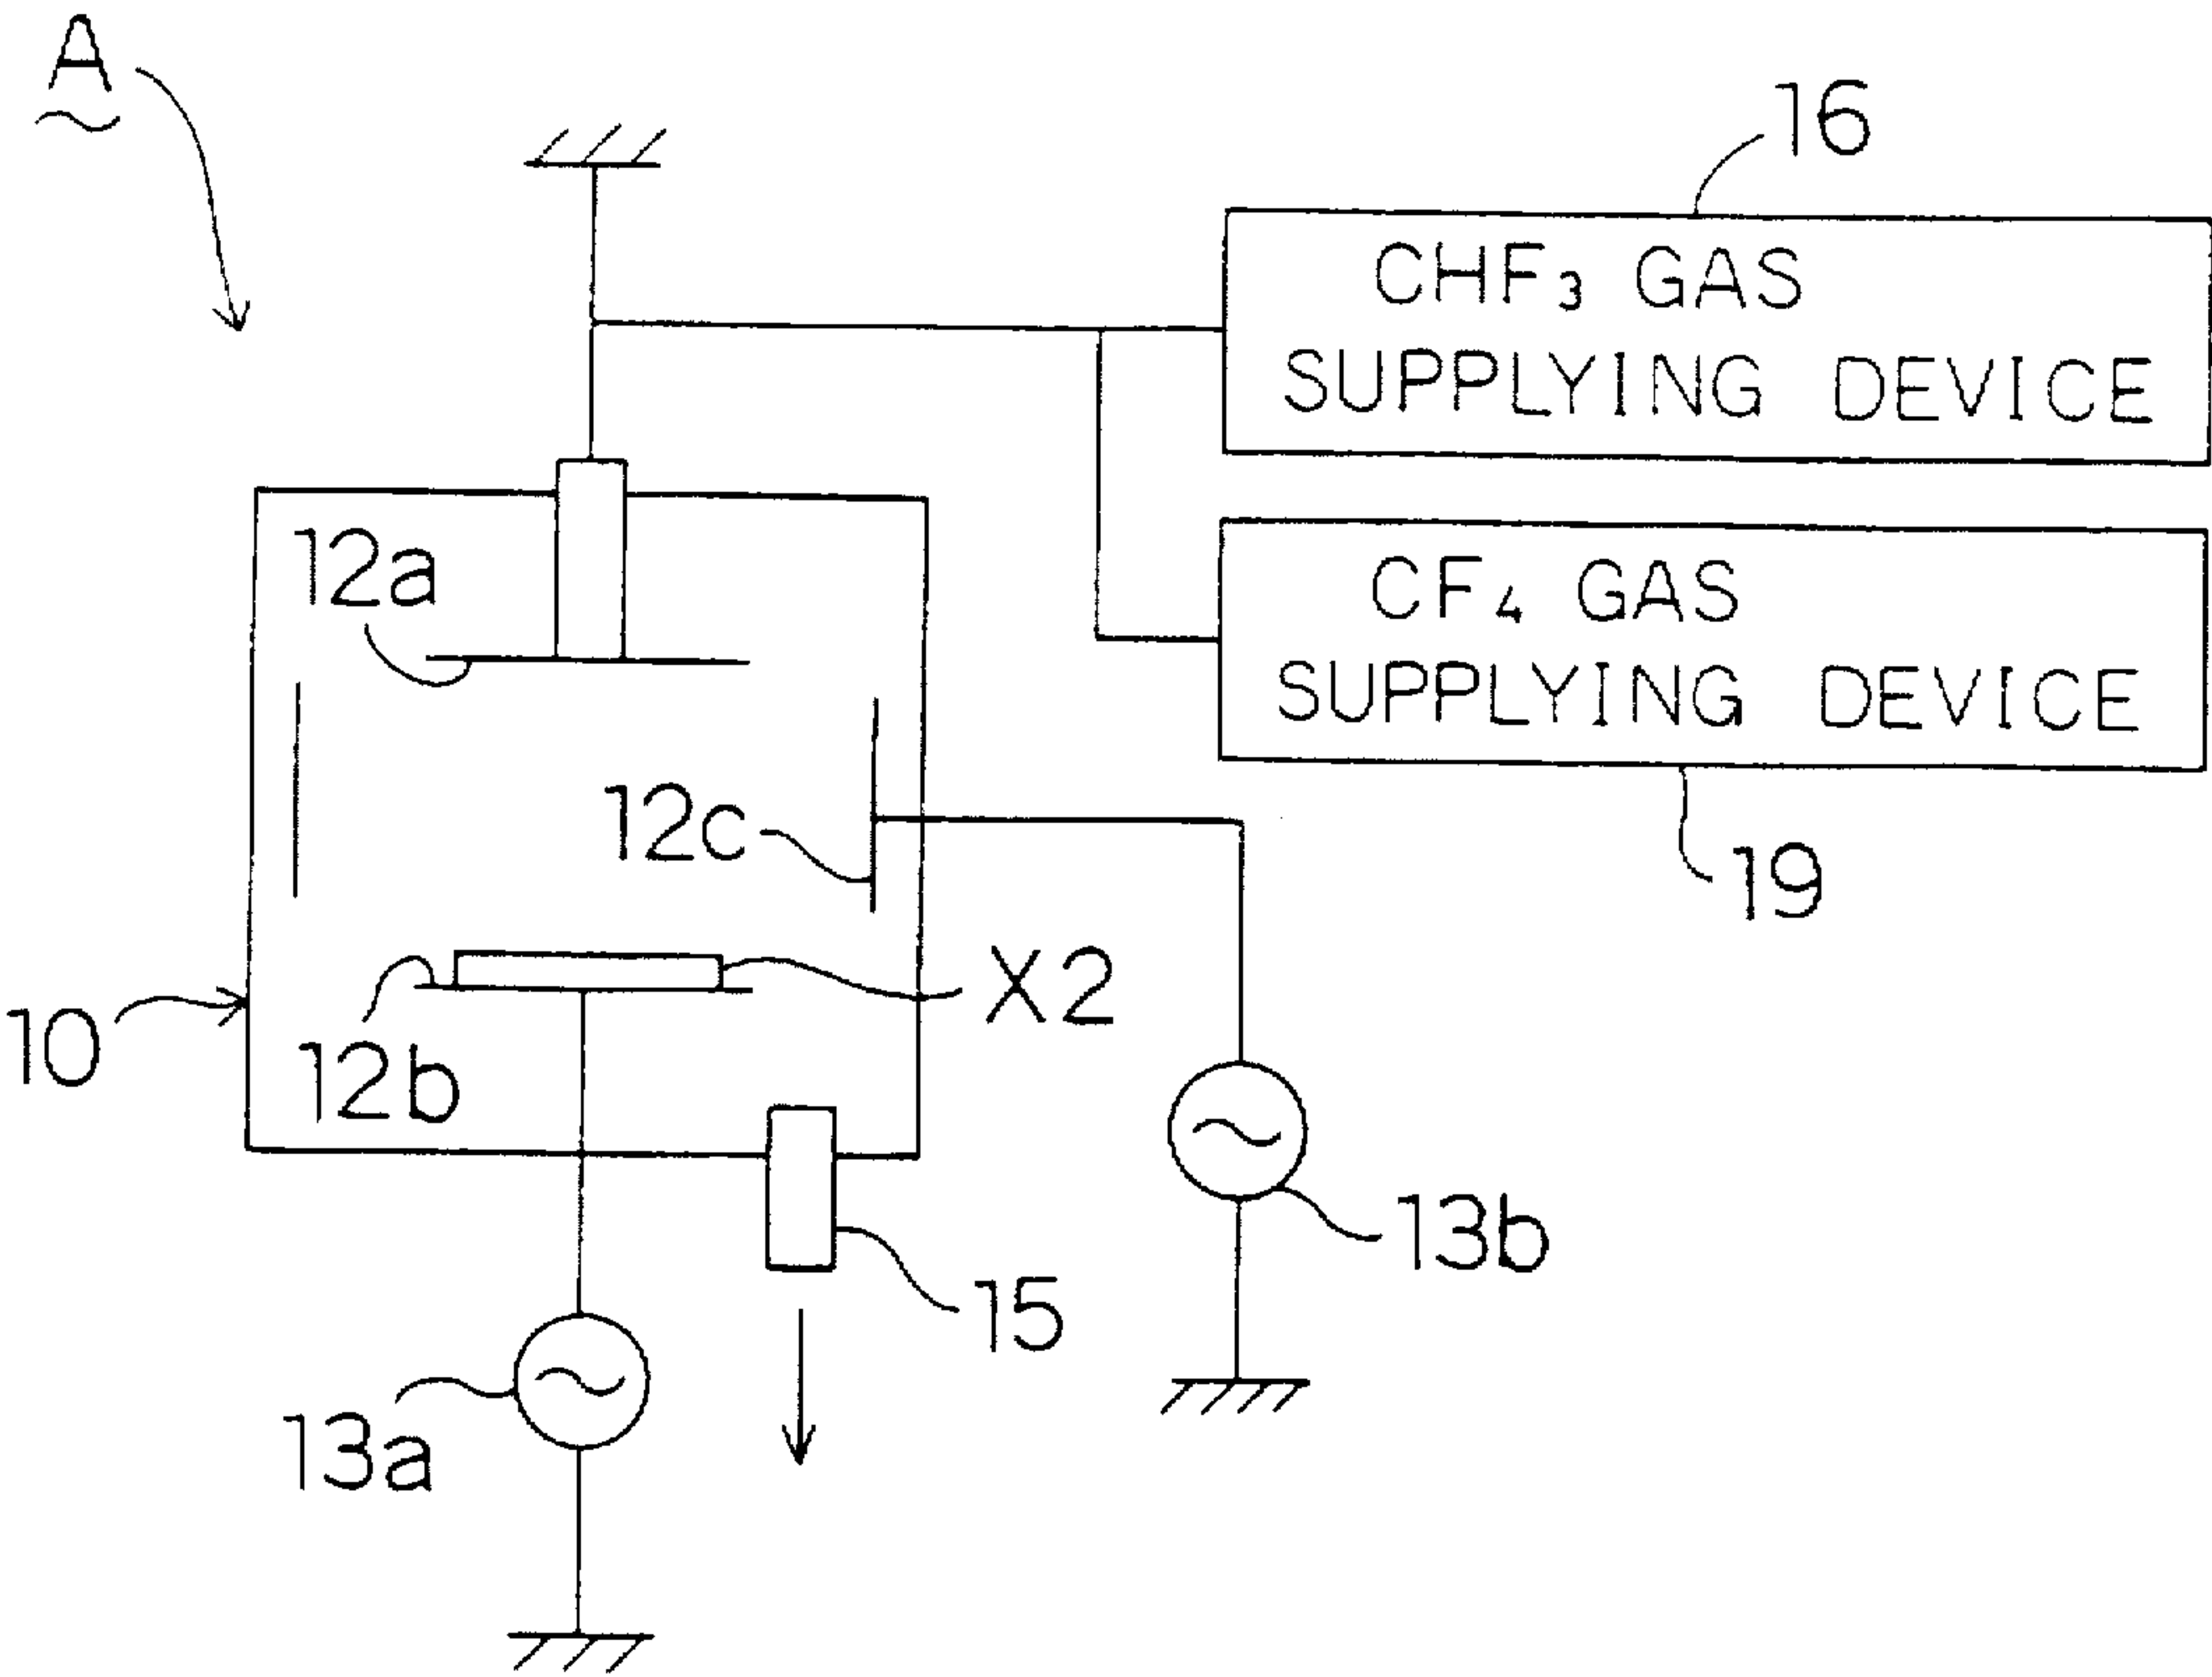 A
16
CHF₃ GAS
SUPPLYING DEVICE
12a
CF₄ GAS
SUPPLYING DEVICE
12c
19
X2
10
12b
13b
15
13a